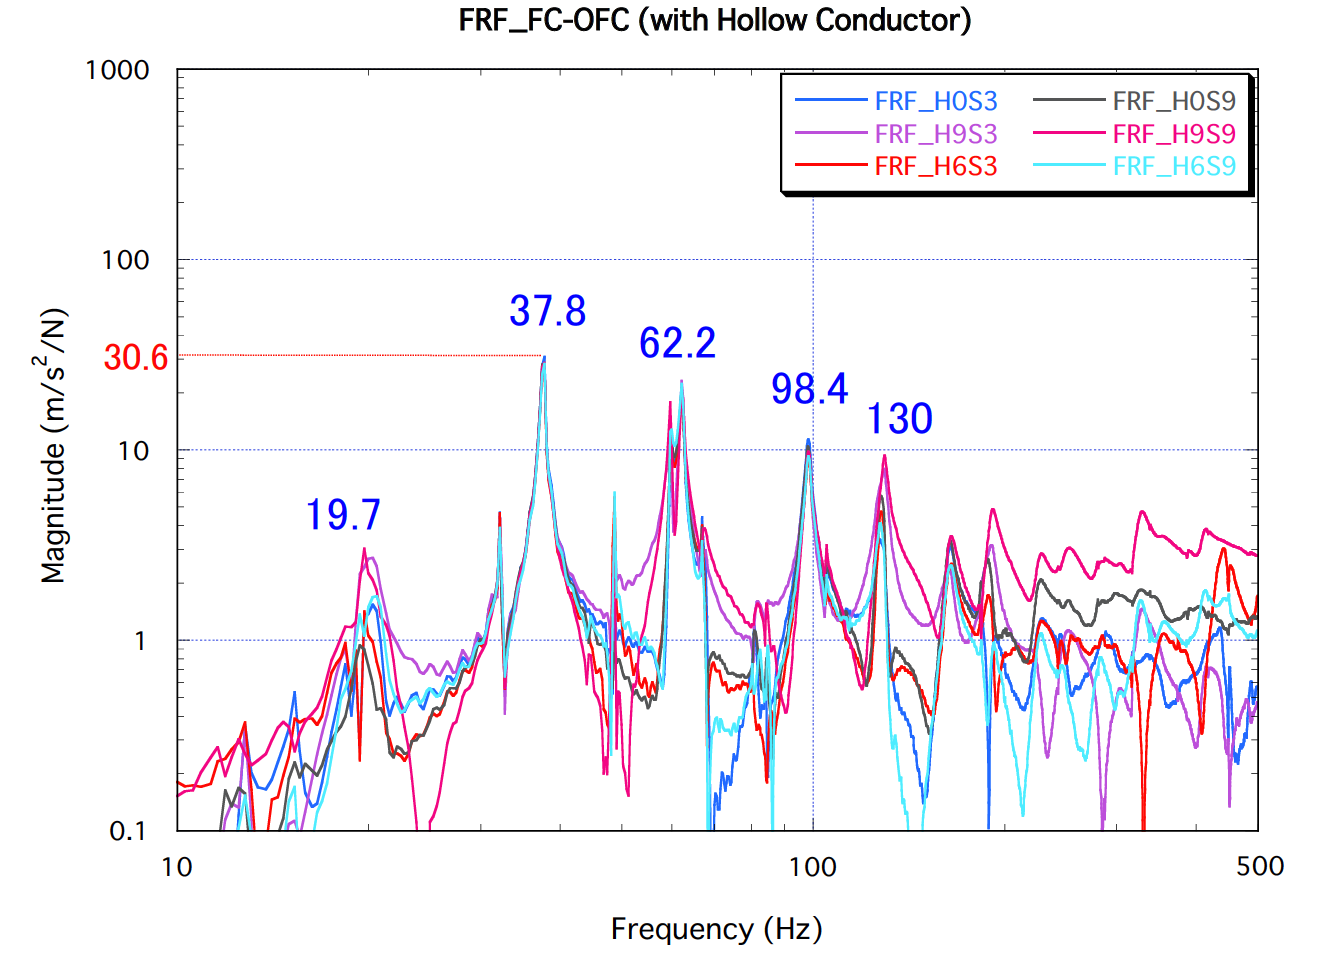 FRF_FC-OFC (with Hollow Conductor)
1000
FRF_H0S3 FRF_H0S9
FRF_H9S3 FRF_H9S9
FRF_H6S3 FRF_H6S9
100
37.8
62.2
30.6
98.4
130
10
19.7
1
0.1
10 100 500
Magnitude (m/s²/N)
Frequency (Hz)